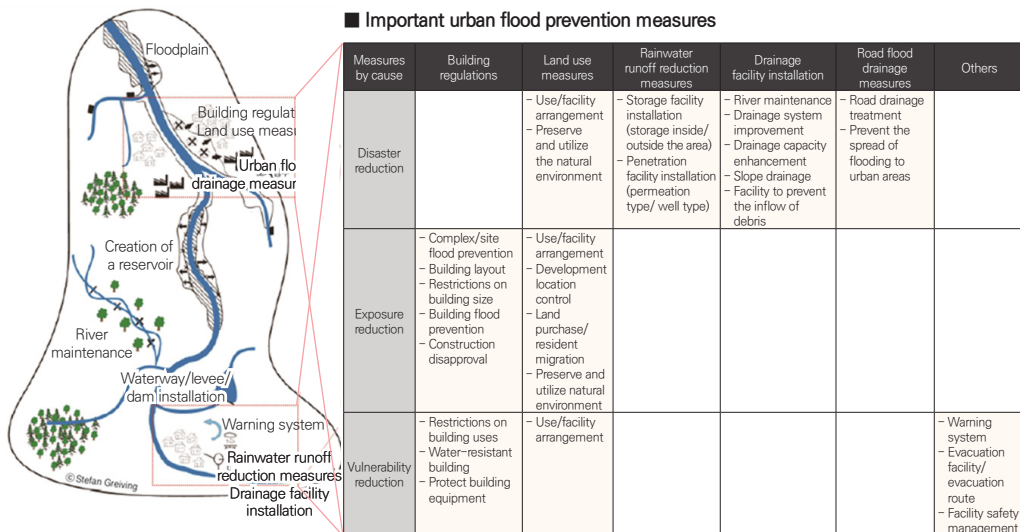 ■ Important urban flood prevention measures
Floodplain
Building regulat
Land use measu
Urban flo
drainage measur
Creation of
a reservoir
River
maintenance
Waterway/levee/
dam installation
Warning system
Rainwater runoff
reduction measures
Drainage facility
installation
©Stefan Greiving
Measures
by cause
Building
regulations
Land use
measures
Rainwater
runoff reduction
measures
Drainage
facility installation
Road flood
drainage
measures
Others
Disaster
reduction
- Use/facility
arrangement
- Preserve
and utilize
the natural
environment
- Storage facility
installation
(storage inside/
outside the area)
- Penetration
facility installation
(permeation
type/ well type)
- River maintenance
- Drainage system
improvement
- Drainage capacity
enhancement
- Slope drainage
- Facility to prevent
the inflow of
debris
- Road drainage
treatment
- Prevent the
spread of
flooding to
urban areas
Exposure
reduction
- Complex/site
flood prevention
- Building layout
- Restrictions on
building size
- Building flood
prevention
- Construction
disapproval
- Use/facility
arrangement
- Development
location
control
- Land
purchase/
resident
migration
- Preserve and
utilize natural
environment
Vulnerability
reduction
- Restrictions on
building uses
- Water-resistant
building
- Protect building
equipment
- Use/facility
arrangement
- Warning
system
- Evacuation
facility/
evacuation
route
- Facility safety
management